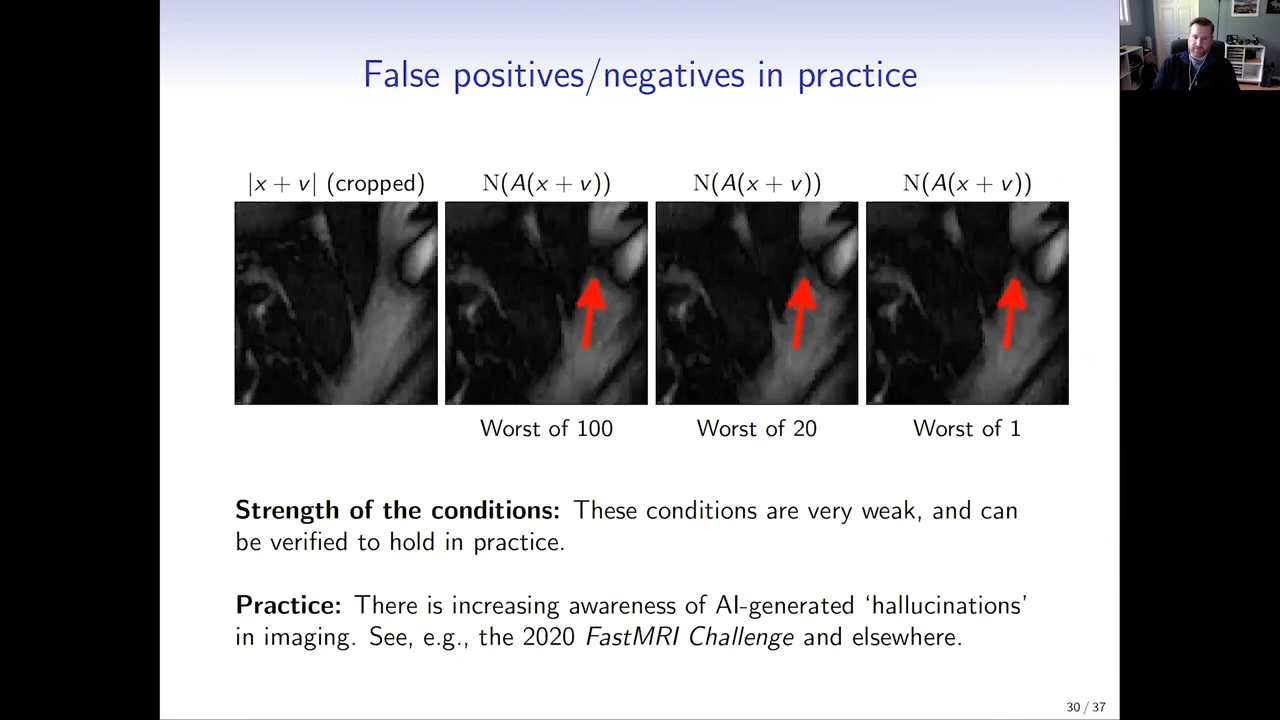 False positives/negatives in practice
|x + v| (cropped) N(A(x + v)) N(A(x + v)) N(A(x + v))
Worst of 100 Worst of 20 Worst of 1
Strength of the conditions: These conditions are very weak, and can
be verified to hold in practice.
Practice: There is increasing awareness of AI-generated ‘hallucinations’
in imaging. See, e.g., the 2020 FastMRI Challenge and elsewhere.
30 / 37